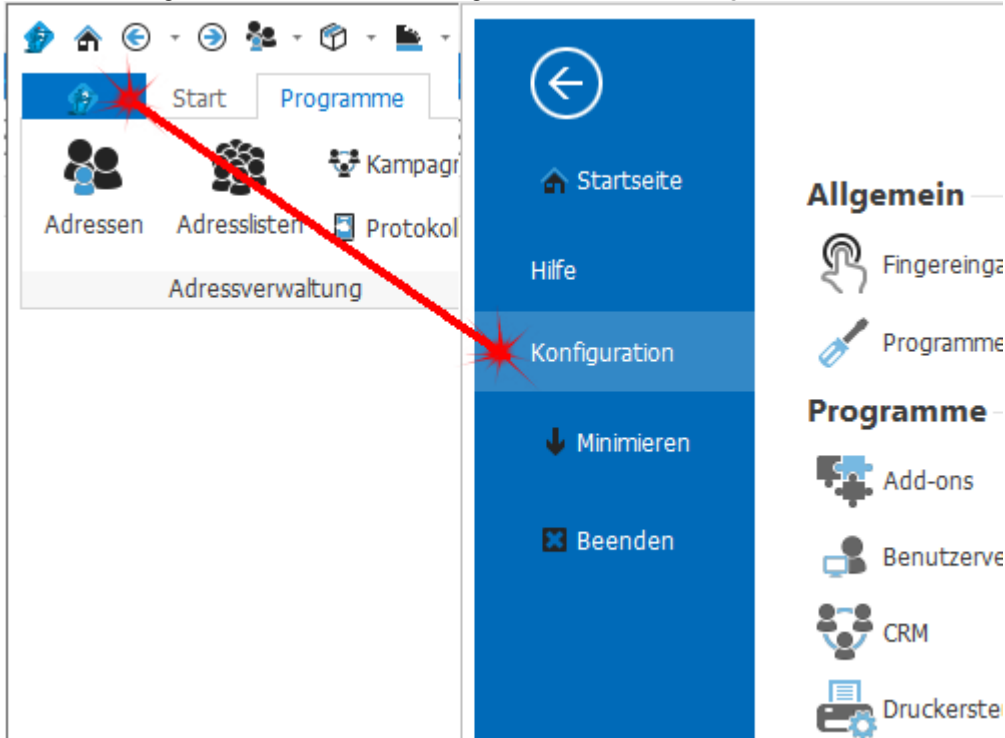 Start Programme
Kampagn
Adressen Adresslisten Protokol
Adressverwaltung
Startseite
Hilfe
Konfiguration
Minimieren
Beenden
Allgemein
Fingereinga
Programme
Programme
Add-ons
Benutzerve
CRM
Druckerste